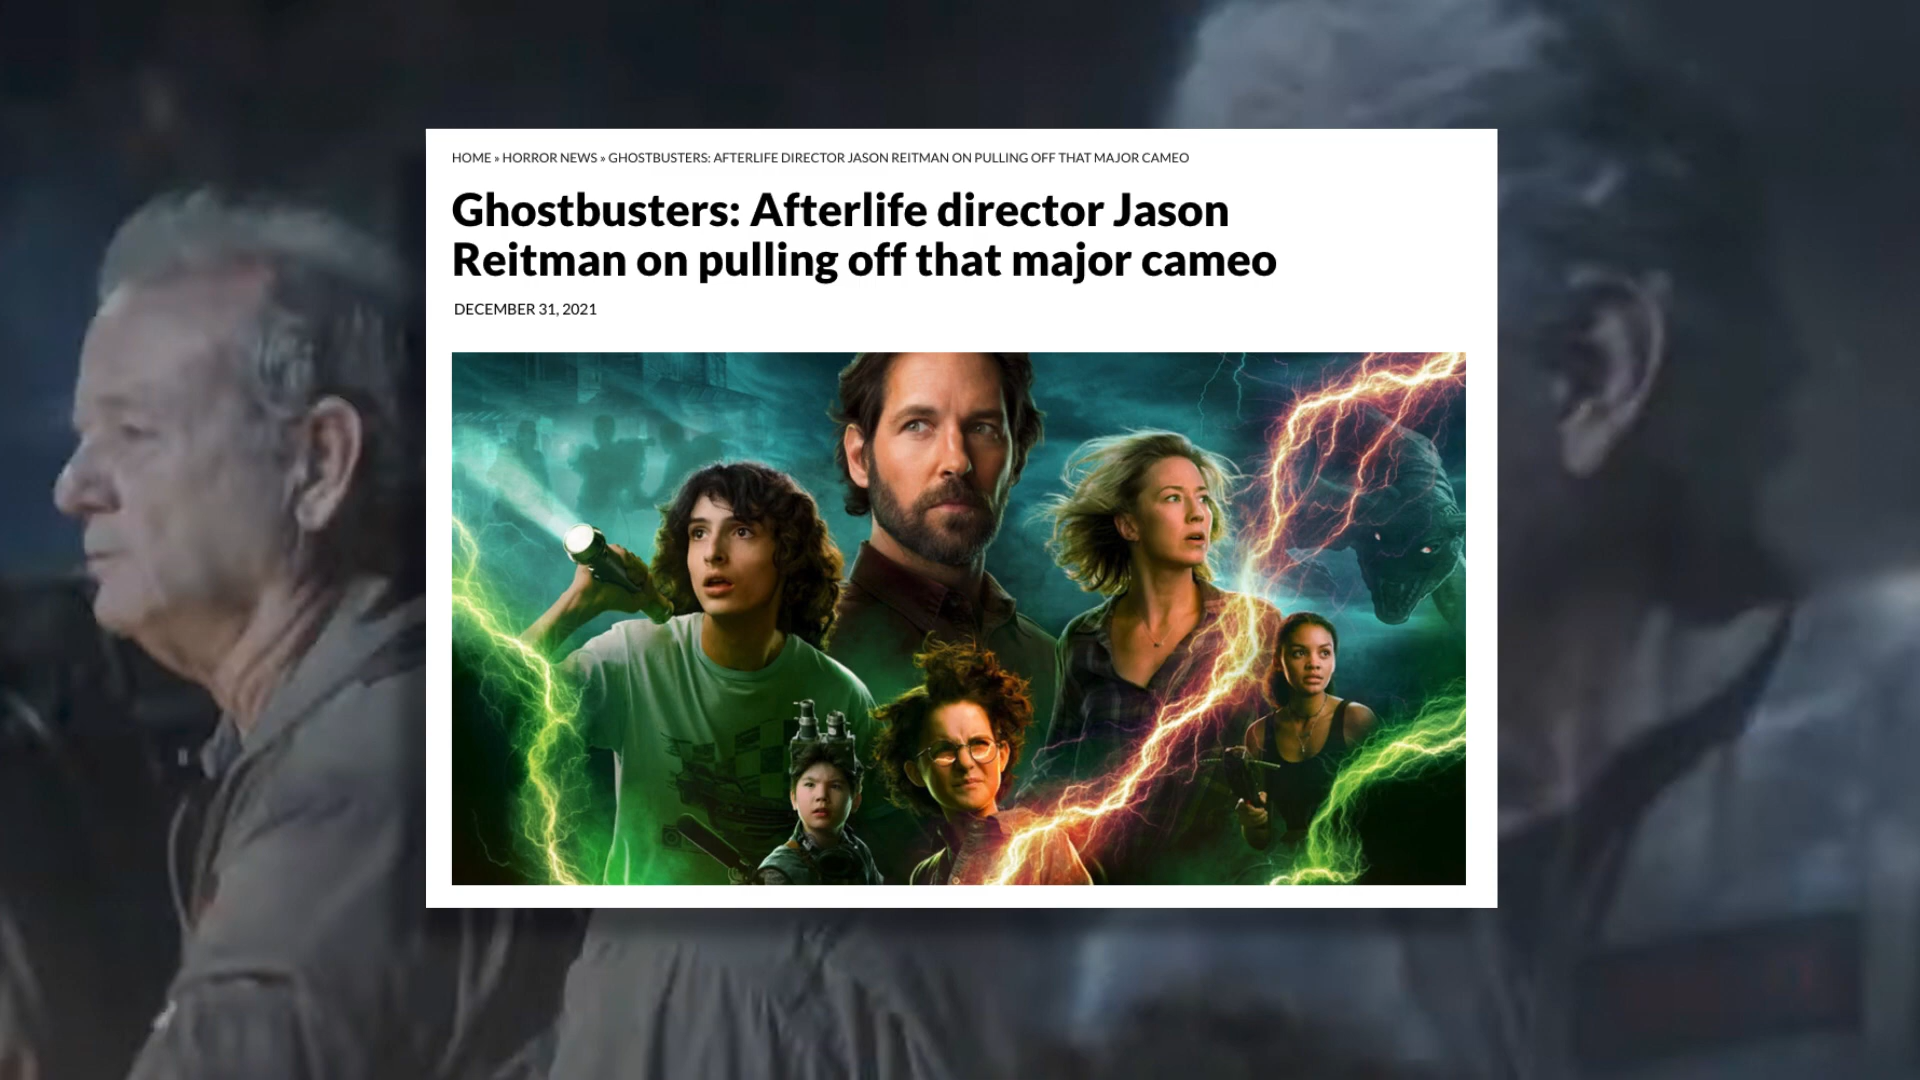 HOME » HORROR NEWS » GHOSTBUSTERS: AFTERLIFE DIRECTOR JASON REITMAN ON PULLING OFF THAT MAJOR CAMEO
Ghostbusters: Afterlife director Jason
Reitman on pulling off that major cameo
DECEMBER 31, 2021